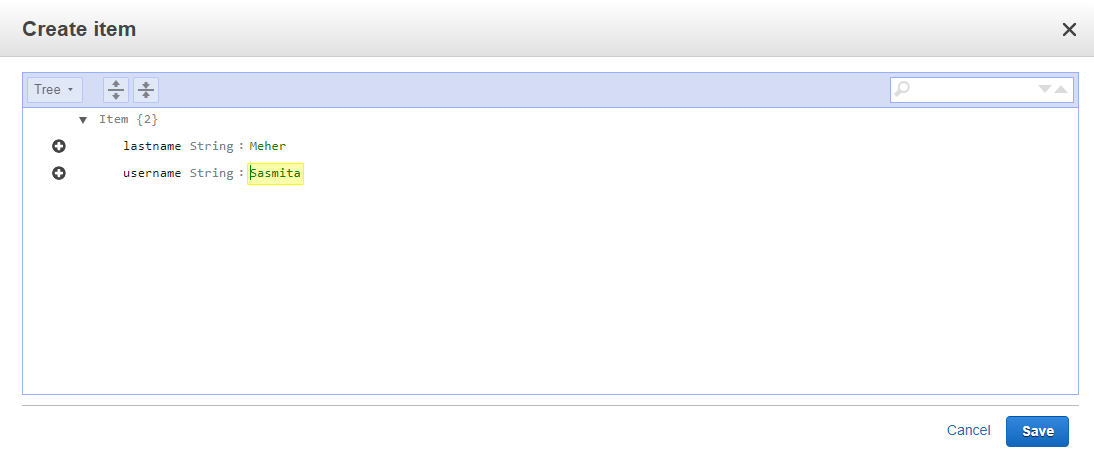 Create item
Tree
Item {2}
lastname String : Meher
username String : Sasmita
Cancel Save